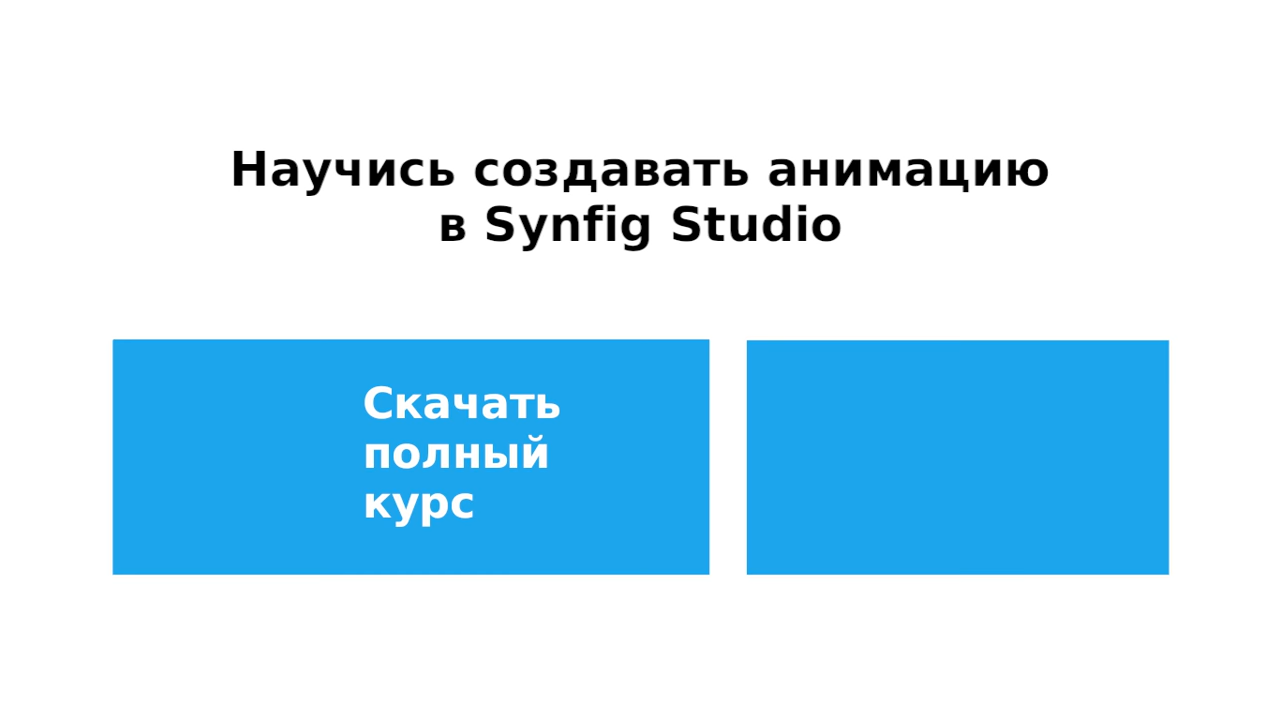 Научись создавать анимацию
в Synfig Studio
Скачать
полный
курс